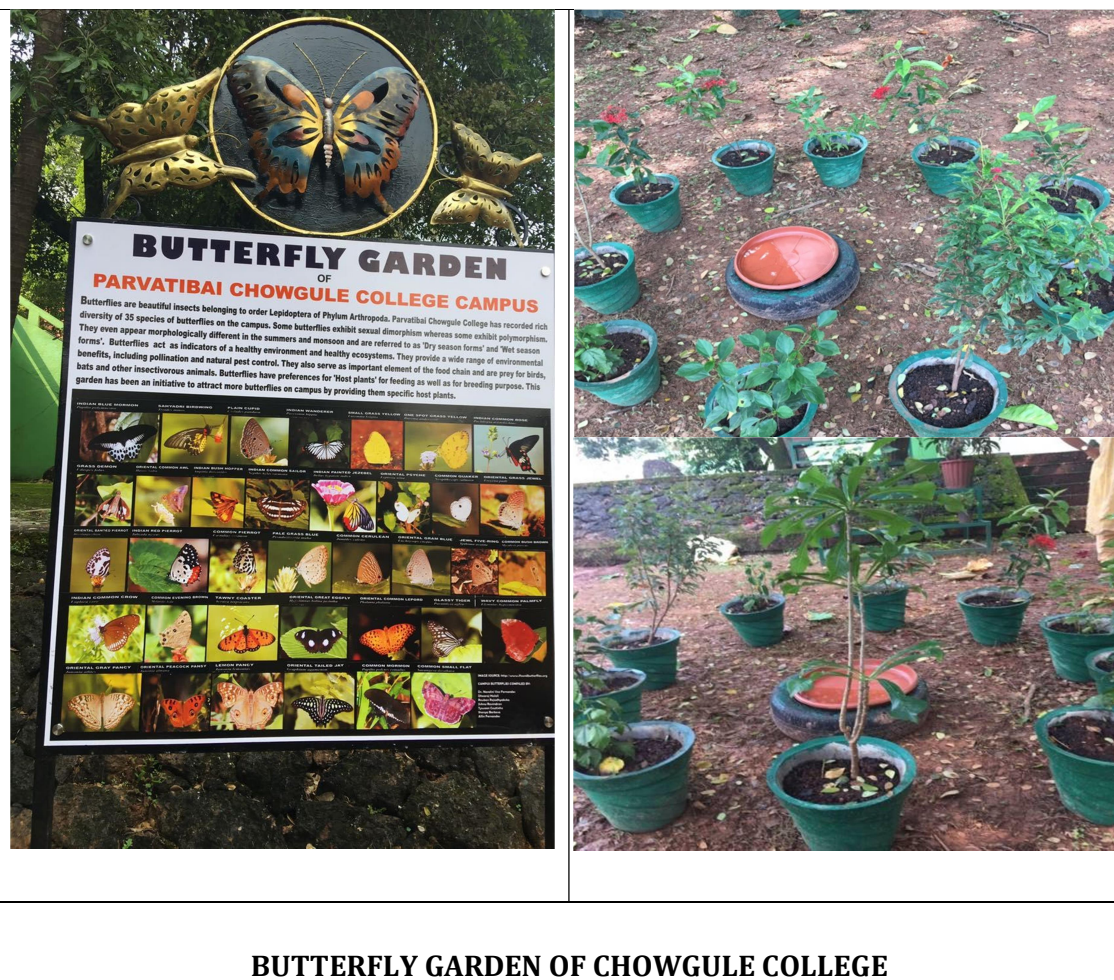 BUTTERFLY GARDEN
OF
PARVATIBAI CHOWGULE COLLEGE CAMPUS
Butterflies are beautiful insects belonging to order Lepidoptera of Phylum Arthropoda. Parvatibai Chowgule College has recorded rich
diversity of 35 species of butterflies on the campus. Some butterflies exhibit sexual dimorphism whereas some exhibit polymorphism.
They even appear morphologically different in the summers and monsoon and are referred to as 'Dry season forms' and 'Wet season
forms'. Butterflies act as indicators of a healthy environment and healthy ecosystems. They provide a wide range of environmental
benefits, including pollination and natural pest control. They also serve as important element of the food chain and are prey for birds,
bats and other insectivorous animals. Butterflies have preferences for 'Host plants' for feeding as well as for breeding purpose. This
garden has been an initiative to attract more butterflies on campus by providing them specific host plants.
INDIAN BLUE MORMON SAHYADRI BIRDWING PLAIN CUPID INDIAN WANDERER SMALL GRASS YELLOW ONE SPOT GRASS YELLOW INDIAN COMMON ROSE
GRASS DEMON ORIENTAL COMMON AWL INDIAN BUSH HOPPER INDIAN COMMON SAILOR INDIAN PAINTED JEZEBEL ORIENTAL PSYCHE COMMON GUAVA ORIENTAL GRASS JEWEL
INDIAN RED PIERROT COMMON PIERROT PALE GRASS BLUE COMMON CERULEAN ORIENTAL GRAM BLUE COMMON BUSH BROWN
INDIAN COMMON CROW COMMON EVENING BROWN TAWNY COASTER ORIENTAL GREAT EGGFLY ORIENTAL COMMON LEOPARD GLASSY TIGER WAVY COMMON PALMFLY
ORIENTAL GRAY PANSY ORIENTAL PEACOCK PANSY LEMON PANSY ORIENTAL TAILED JAY COMMON MORMON COMMON SMALL FLAT
CAMPUS BUTTERFLIES COMPILED BY:
BUTTERFLY GARDEN OF CHOWGULE COLLEGE